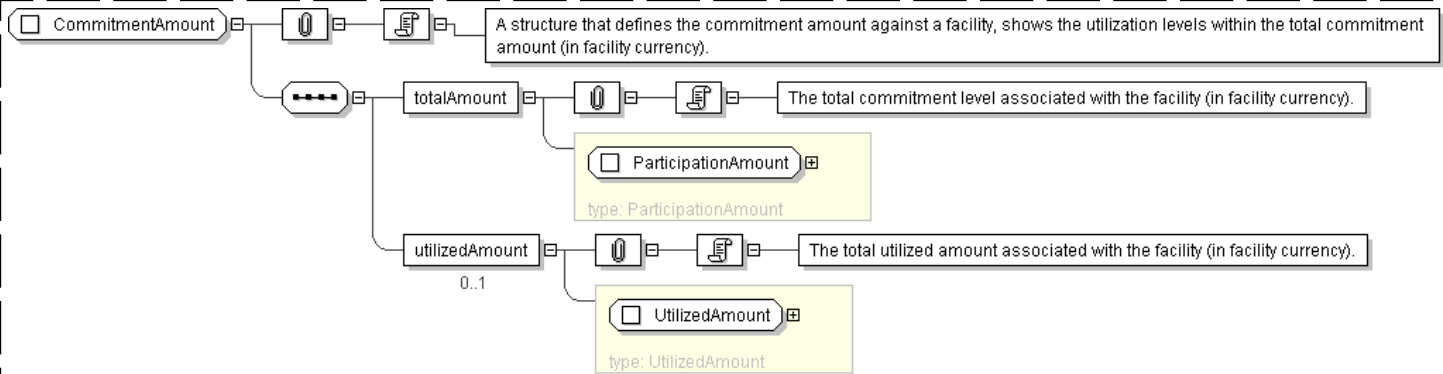 CommitmentAmount
A structure that defines the commitment amount against a facility, shows the utilization levels within the total commitment
amount (in facility currency).
totalAmount
The total commitment level associated with the facility (in facility currency).
ParticipationAmount
type: ParticipationAmount
utilizedAmount
The total utilized amount associated with the facility (in facility currency).
0..1
UtilizedAmount
type: UtilizedAmount